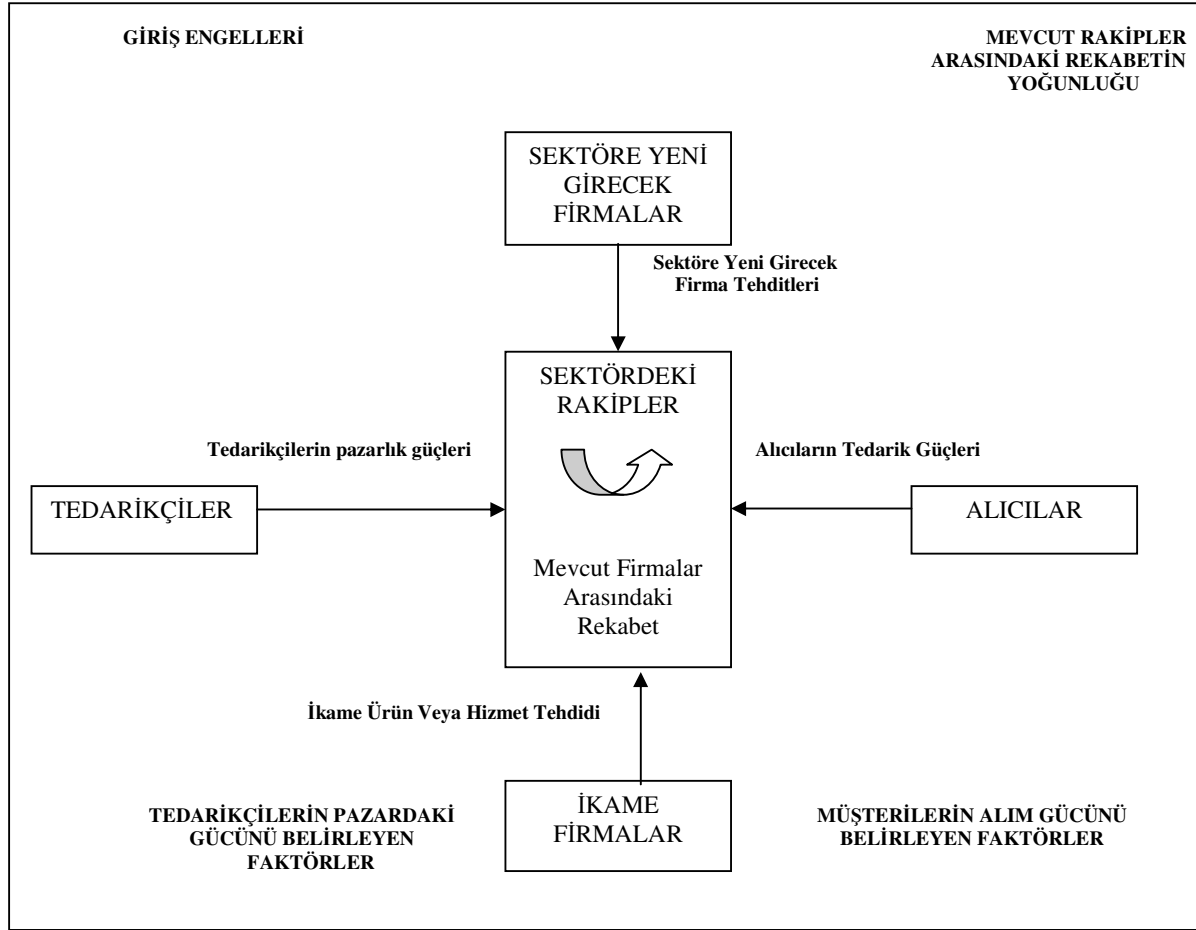 GİRİŞ ENGELLERİ
MEVCUT RAKİPLER
ARASINDAKİ REKABETİN
YOĞUNLUĞU
SEKTÖRE YENİ
GİRECEK
FİRMALAR
Sektöre Yeni Girecek
Firma Tehditleri
SEKTÖRDEKİ
RAKİPLER
Tedarikçilerin pazarlık güçleri
Alıcıların Tedarik Güçleri
TEDARİKÇİLER
ALICILAR
Mevcut Firmalar
Arasındaki
Rekabet
İkame Ürün Veya Hizmet Tehdidi
İKAME
FİRMALAR
TEDARİKÇİLERİN PAZARDAKİ
GÜCÜNÜ BELİRLEYEN
FAKTÖRLER
MÜŞTERİLERİN ALIM GÜCÜNÜ
BELİRLEYEN FAKTÖRLER